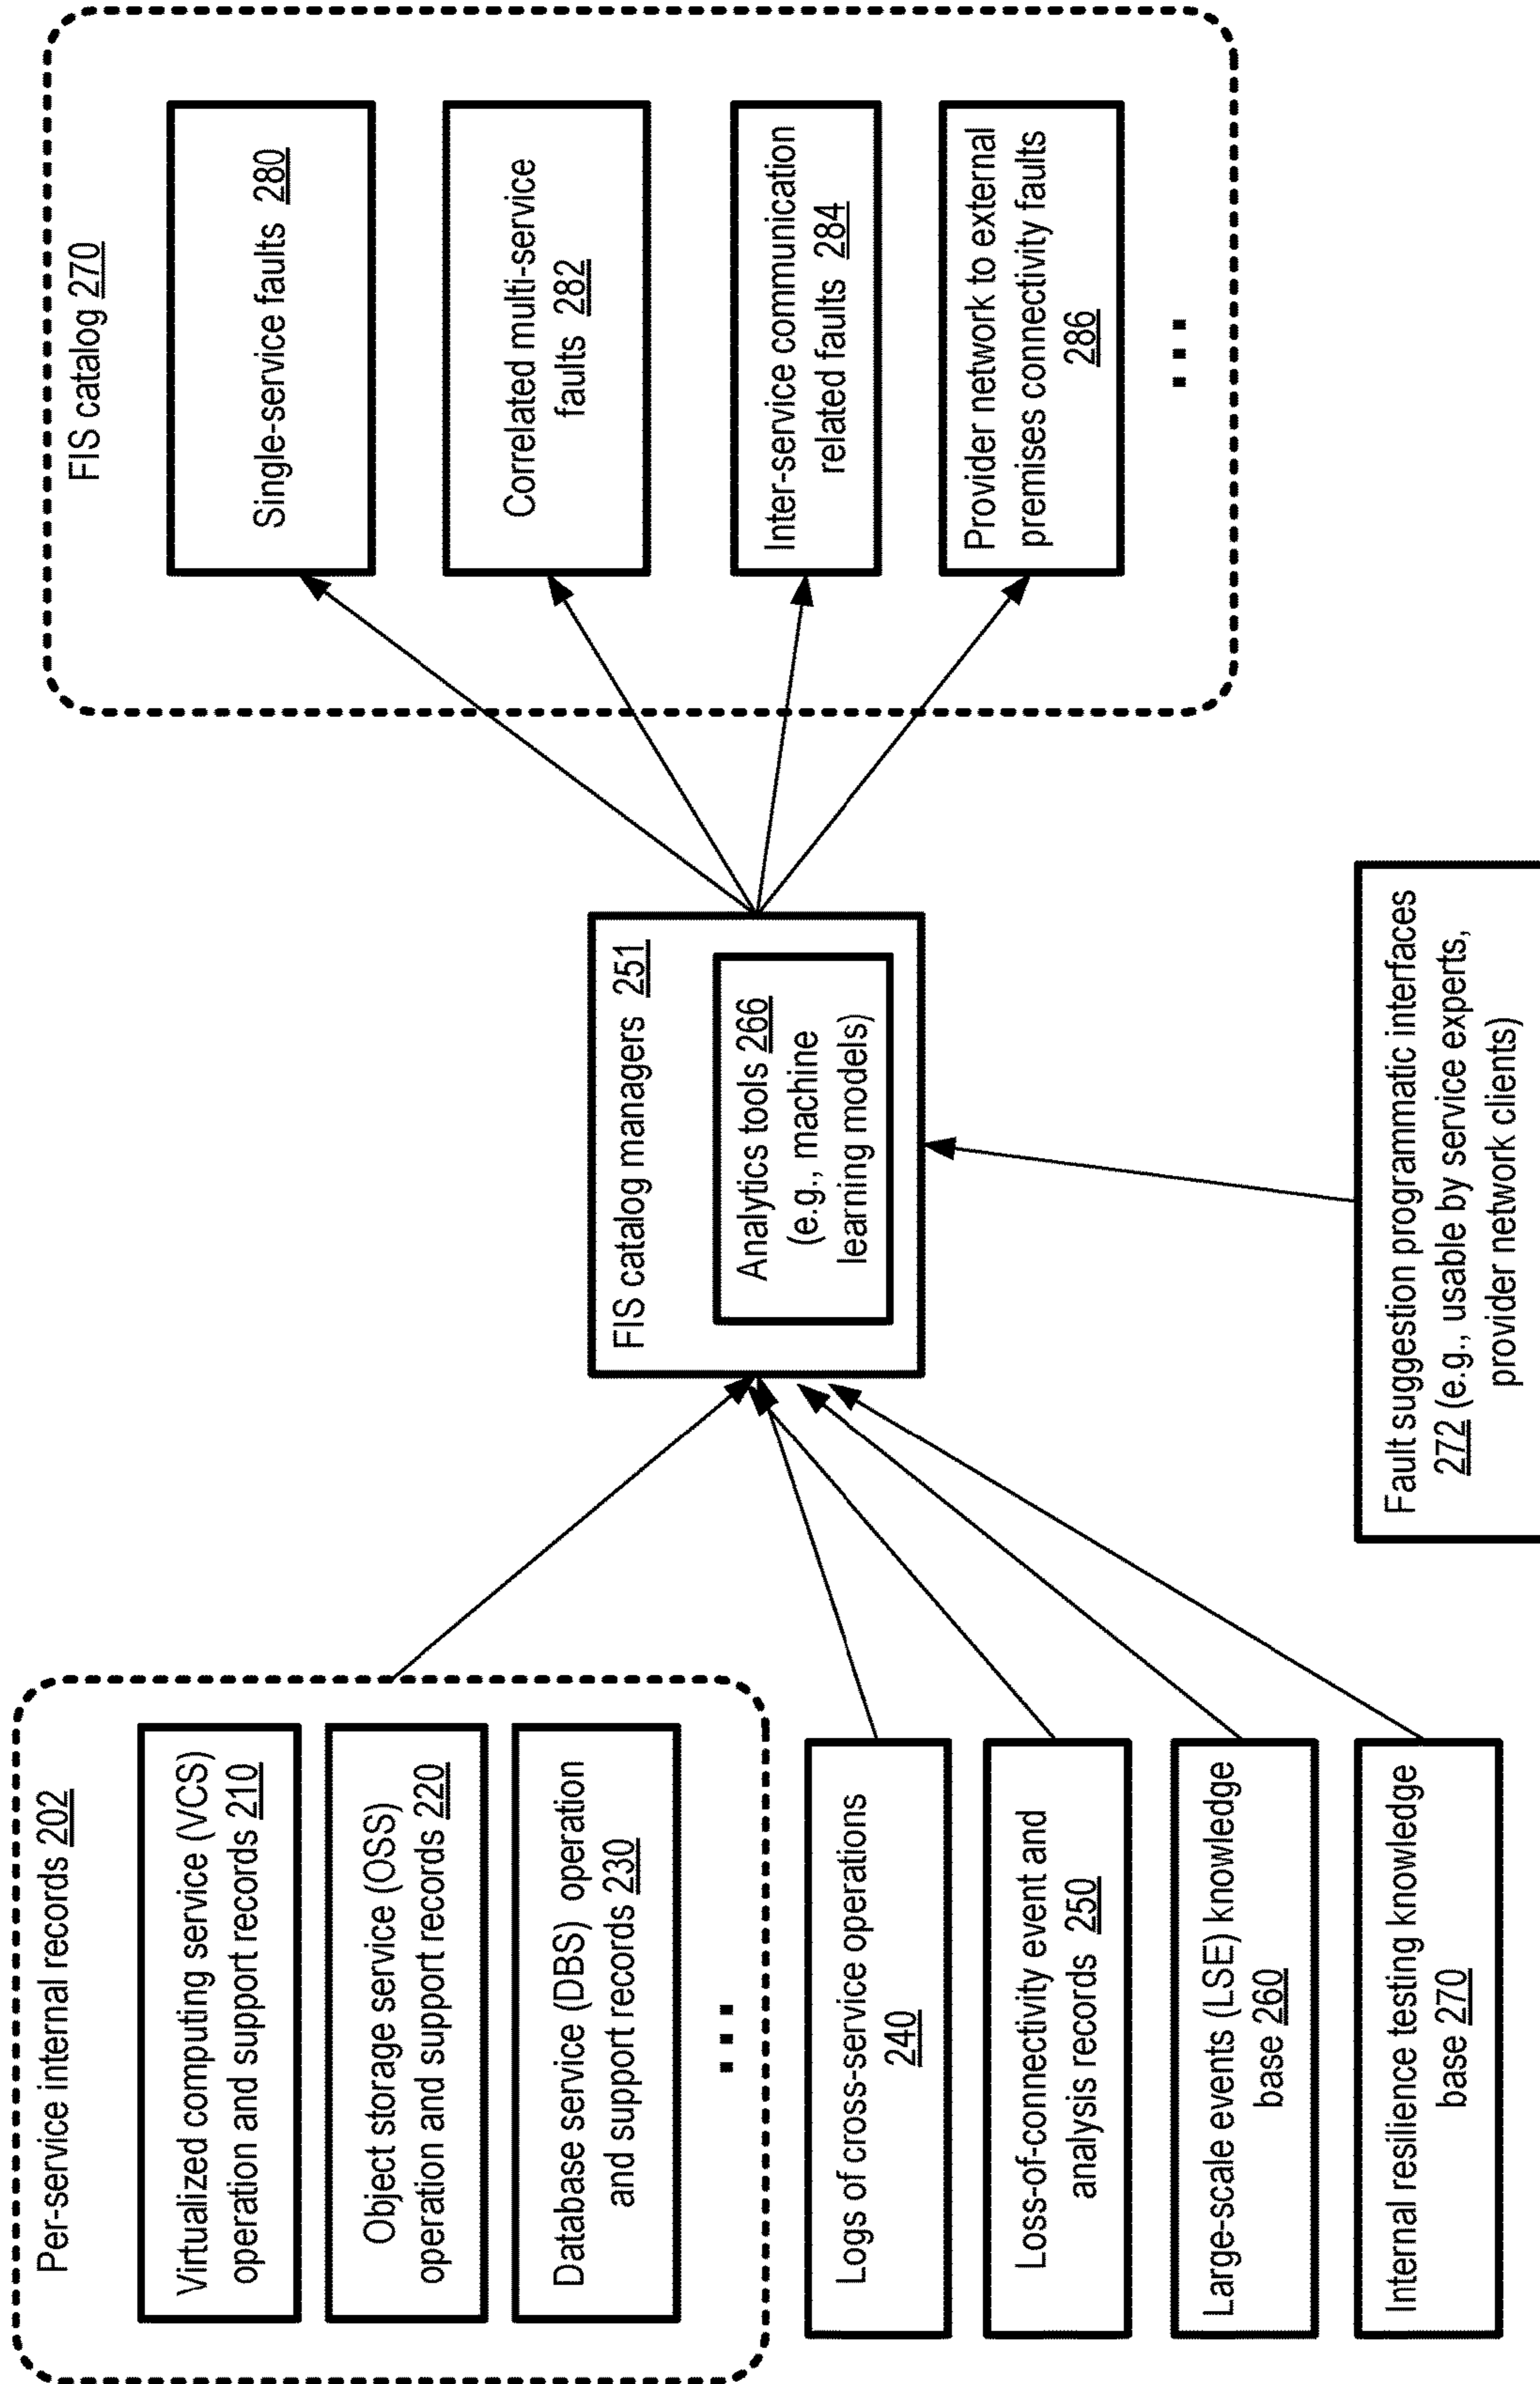 Per-service internal records 202
Virtualized computing service (VCS)
operation and support records 210
Object storage service (OSS)
operation and support records 220
Database service (DBS) operation
and support records 230
...
Logs of cross-service operations
240
Loss-of-connectivity event and
analysis records 250
Large-scale events (LSE) knowledge
base 260
Internal resilience testing knowledge
base 270
FIS catalog managers 251
Analytics tools 266
(e.g., machine
learning models)
Fault suggestion programmatic interfaces
272 (e.g., usable by service experts,
provider network clients)
FIS catalog 270
Single-service faults 280
Correlated multi-service
faults 282
Inter-service communication
related faults 284
Provider network to external
premises connectivity faults
286
...